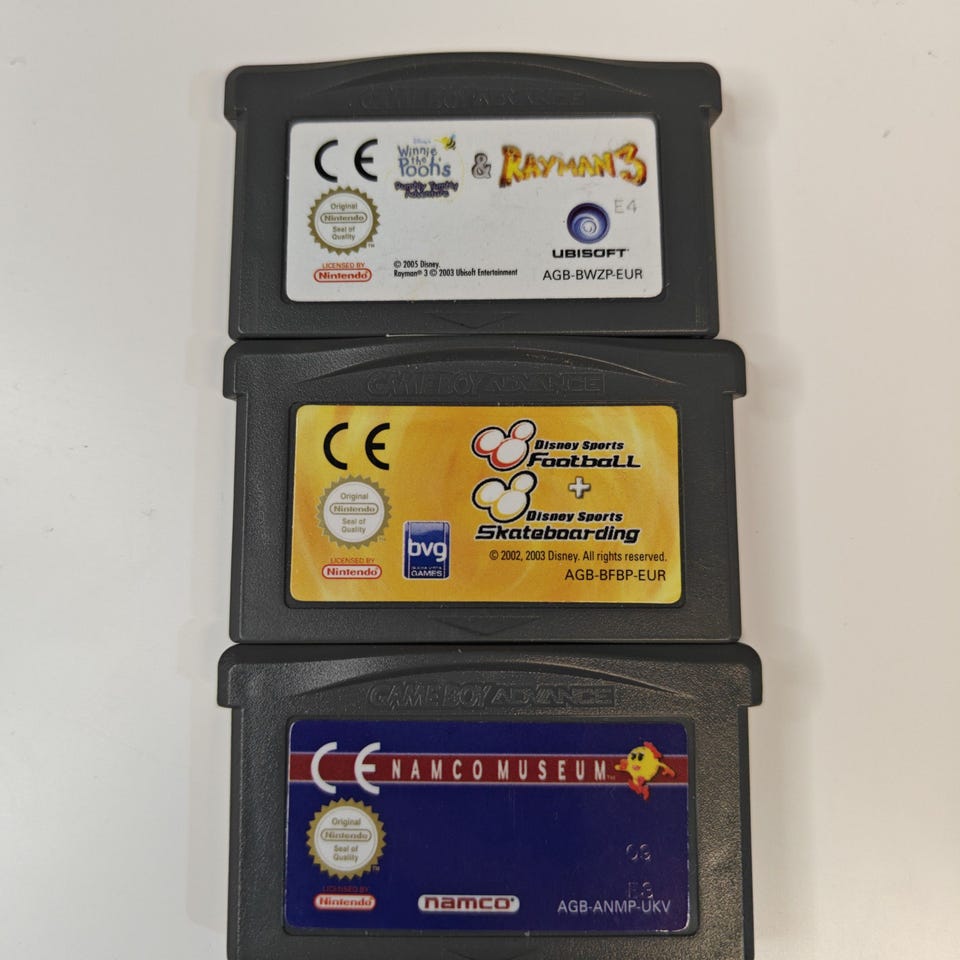 GAME BOY ADVANCE
CE
Disney's
Winnie the Pooh's
Rumbly Tumbly Adventure
& RAYMAN 3
Original
Nintendo
Seal of
Quality
TM
E4
UBISOFT
LICENSED BY
Nintendo
© 2005 Disney.
Rayman® 3 © 2003 Ubisoft Entertainment
AGB-BWZP-EUR
GAME BOY ADVANCE
CE
Disney Sports
Football
+
Disney Sports
Skateboarding
Original
Nintendo
Seal of
Quality
bvg
GAMES
LICENSED BY
Nintendo
© 2002, 2003 Disney. All rights reserved.
AGB-BFBP-EUR
GAME BOY ADVANCE
CE NAMCO MUSEUM™
Original
Nintendo
Seal of
Quality
TM
LICENSED BY
Nintendo
namco®
AGB-ANMP-UKV